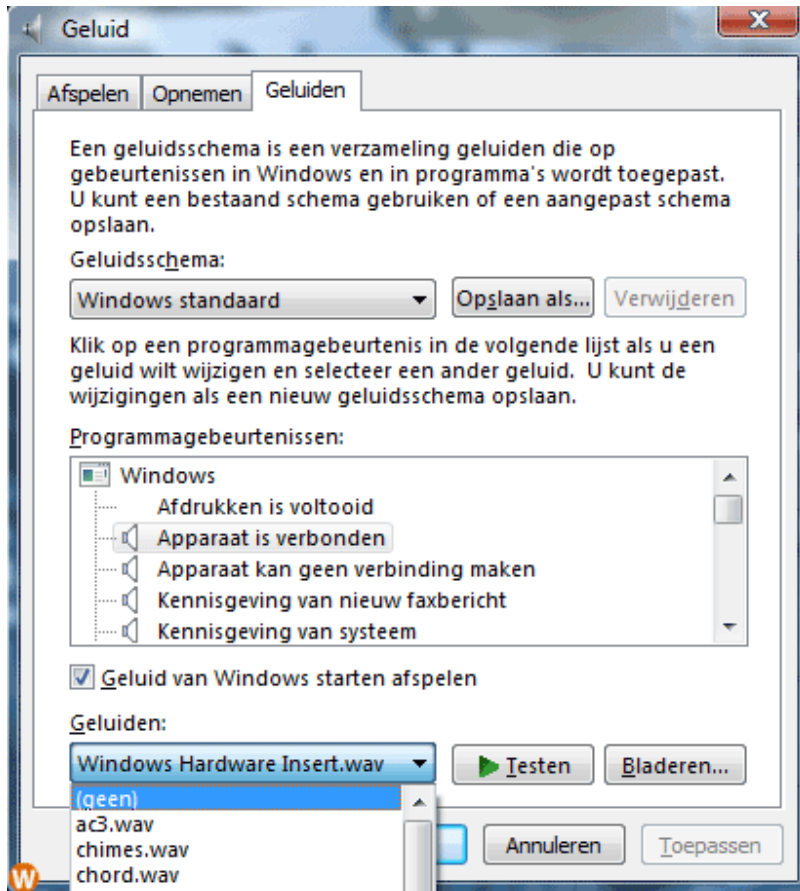 Geluid
Afspelen Opnemen Geluiden
Een geluidsschema is een verzameling geluiden die op
gebeurtenissen in Windows en in programma's wordt toegepast.
U kunt een bestaand schema gebruiken of een aangepast schema
opslaan.
Geluidsschema:
Windows standaard Opslaan als... Verwijderen
Klik op een programmagebeurtenis in de volgende lijst als u een
geluid wilt wijzigen en selecteer een ander geluid. U kunt de
wijzigingen als een nieuw geluidsschema opslaan.
Programmagebeurtenissen:
Windows
Afdrukken is voltooid
Apparaat is verbonden
Apparaat kan geen verbinding maken
Kennisgeving van nieuw faxbericht
Kennisgeving van systeem
Geluid van Windows starten afspelen
Geluiden:
Windows Hardware Insert.wav Testen Bladeren...
(geen)
ac3.wav
chimes.wav
chord.wav
Annuleren Toepassen
W